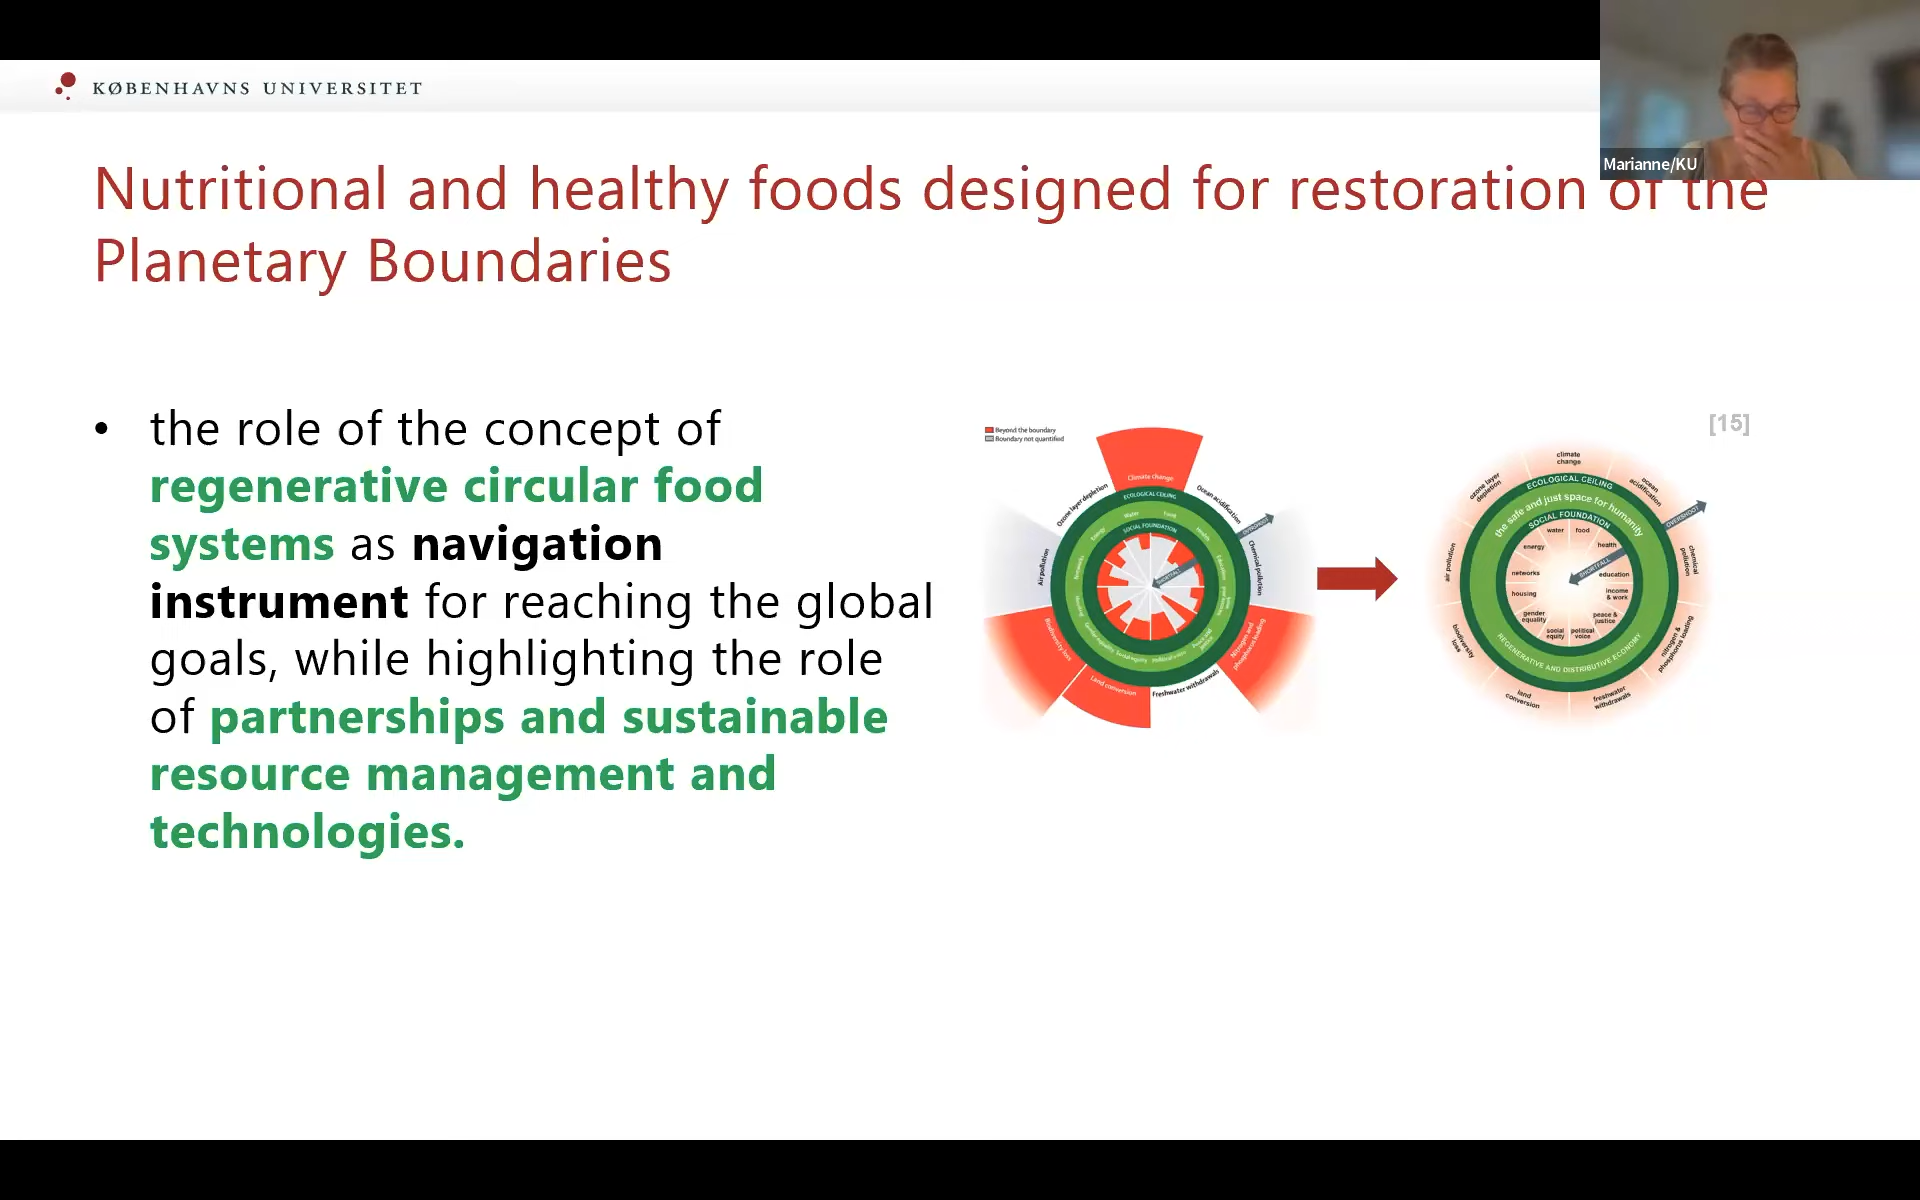 KØBENHAVNS UNIVERSITET
Marianne/KU
Nutritional and healthy foods designed for restoration of the
Planetary Boundaries
• the role of the concept of
regenerative circular food
systems as navigation
instrument for reaching the global
goals, while highlighting the role
of partnerships and sustainable
resource management and
technologies.
Beyond the boundary
Boundary not quantified
Climate change
Ozone layer depletion
Ocean acidification
Air pollution
Chemical pollution
Biodiversity loss
Nitrogen and
phosphorus loading
Land conversion
Freshwater withdrawals
ECOLOGICAL CEILING
SOCIAL FOUNDATION
Water
Food
Energy
Health
Education
Networks
Housing
Gender equality
Social equity
Political voice
OVERSHOOT
SHORTFALL
[15]
climate
change
ozone layer
depletion
ocean
acidification
air pollution
chemical
pollution
biodiversity
loss
nitrogen &
phosphorus loading
land
conversion
freshwater
withdrawals
ECOLOGICAL CEILING
the safe and just space for humanity
SOCIAL FOUNDATION
OVERSHOOT
water
food
energy
health
SHORTFALL
networks
education
housing
income
& work
gender
equality
peace &
justice
social
equity
political
voice
REGENERATIVE AND DISTRIBUTIVE ECONOMY